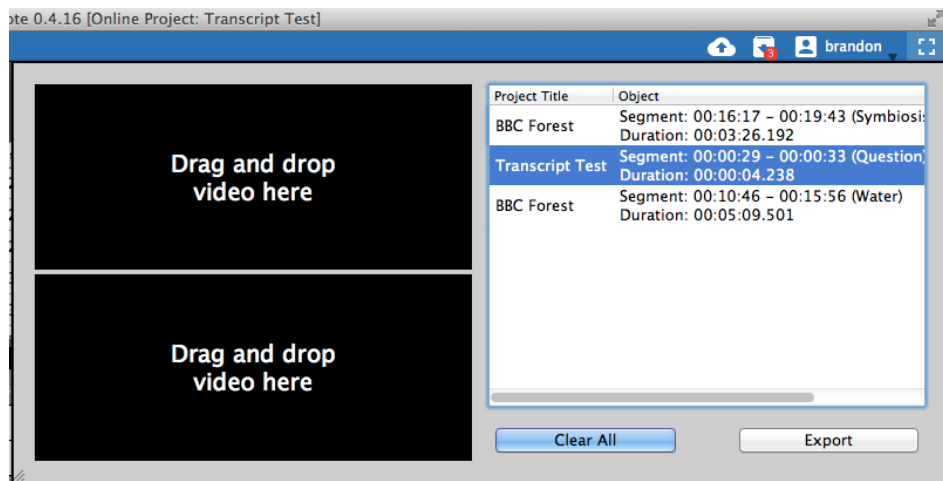 ote 0.4.16 [Online Project: Transcript Test]
3 brandon
Drag and drop
video here
Drag and drop
video here
Project Title Object
BBC Forest Segment: 00:16:17 – 00:19:43 (Symbiosis
Duration: 00:03:26.192
Transcript Test Segment: 00:00:29 – 00:00:33 (Question)
Duration: 00:00:04.238
BBC Forest Segment: 00:10:46 – 00:15:56 (Water)
Duration: 00:05:09.501
Clear All Export